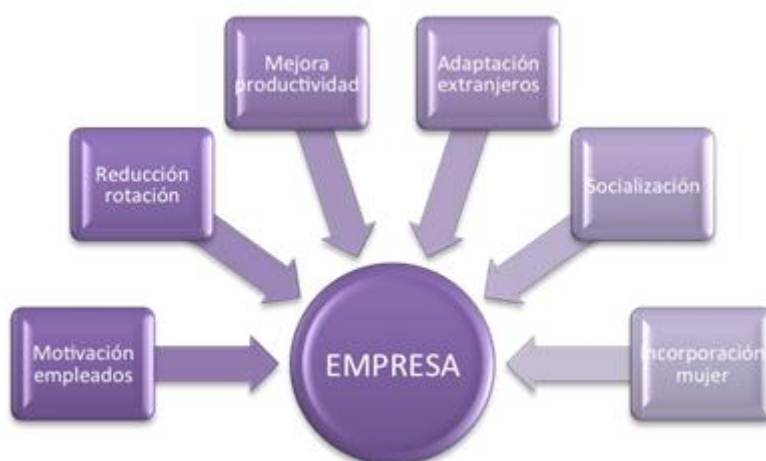 Mejora
productividad
Adaptación
extranjeros
Reducción
rotación
Socialización
Motivación
empleados
EMPRESA
Incorporación
mujer